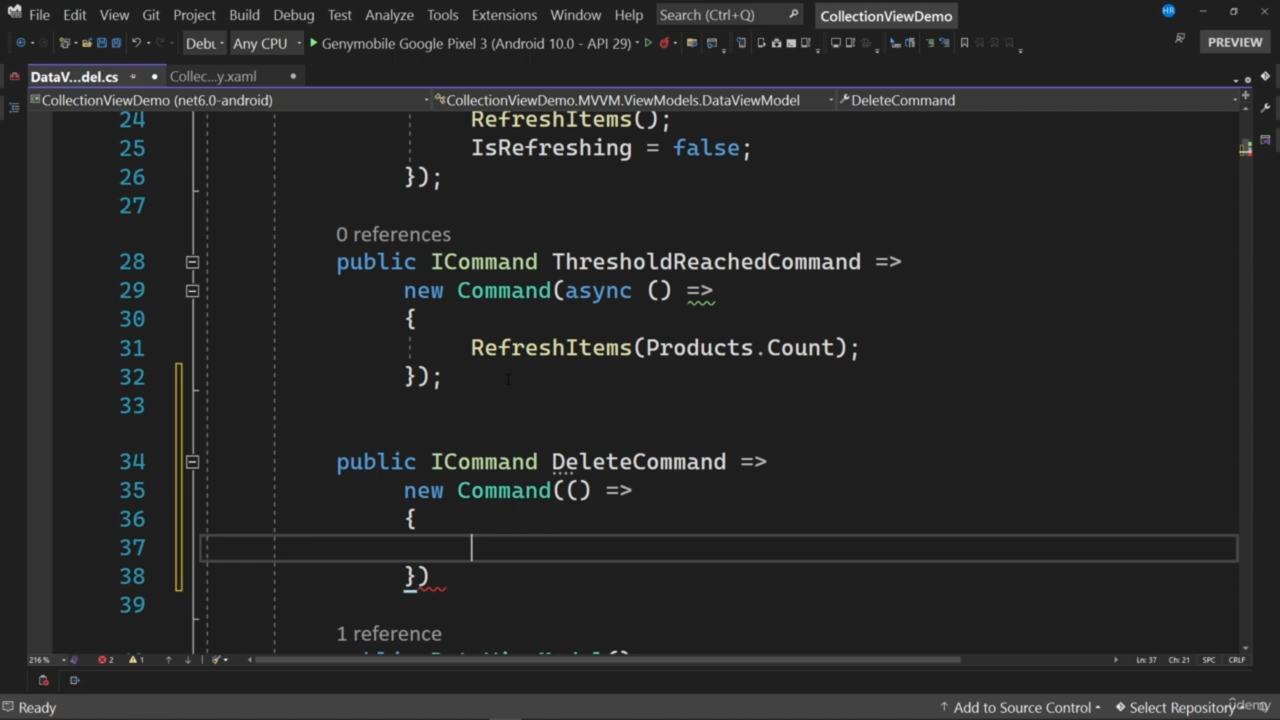 File Edit View Git Project Build Debug Test Analyze Tools Extensions Window Help Search (Ctrl+Q) CollectionViewDemo HR
Debu Any CPU Genymobile Google Pixel 3 (Android 10.0 - API 29) PREVIEW
DataV...del.cs Collec...y.xaml
CollectionViewDemo (net6.0-android) CollectionViewDemo.MVVM.ViewModels.DataViewModel DeleteCommand
24 RefreshItems();
25 IsRefreshing = false;
26 });
27
0 references
28 public ICommand ThresholdReachedCommand =>
29 new Command(async () =>
30 {
31 RefreshItems(Products.Count);
32 });
33
34 public ICommand DeleteCommand =>
35 new Command(() =>
36 {
37
38 })
39
1 reference
216 % 2 1 Ln: 37 Ch: 21 SPC CRLF
Ready Add to Source Control Select Repository
Udemy